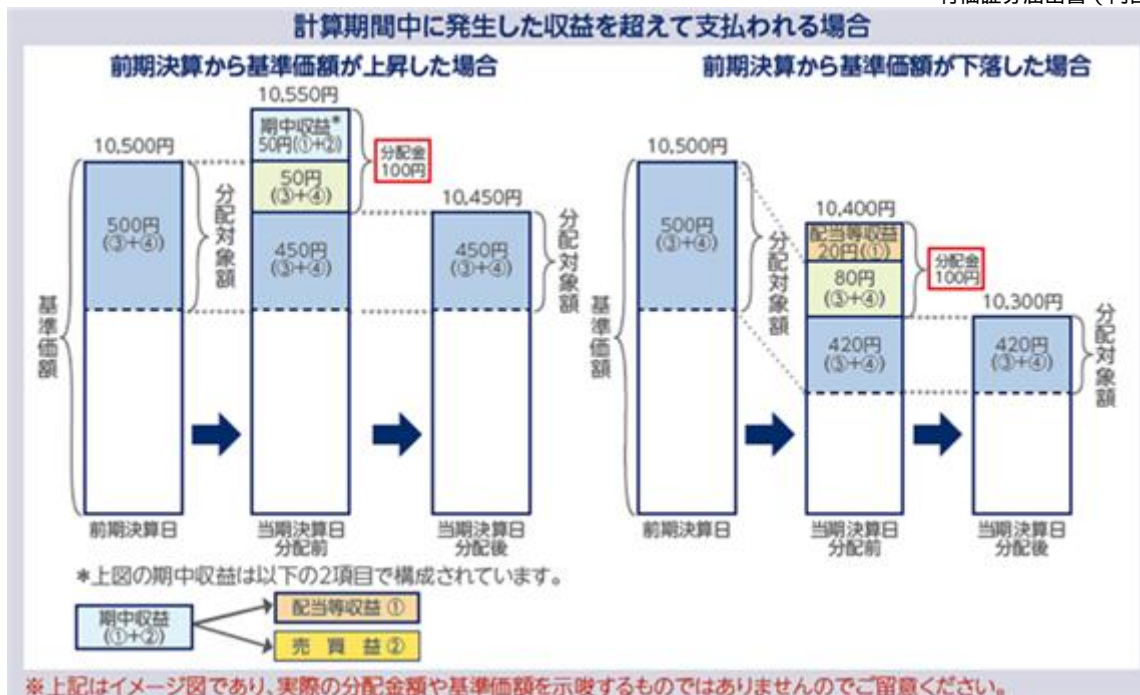 計算期間中に発生した収益を超えて支払われる場合
前期決算から基準価額が上昇した場合
10,550円
10,500円
期中収益*
50円(①+②)
分配金
100円
50円
(③+④)
10,450円
500円
(③+④)
分配対象額
450円
(③+④)
450円
(③+④)
分配対象額
基準価額
前期決算日
当期決算日
分配前
当期決算日
分配後
前期決算から基準価額が下落した場合
10,500円
10,400円
配当等収益
20円(①)
分配金
100円
80円
(③+④)
10,300円
500円
(③+④)
分配対象額
420円
(③+④)
420円
(③+④)
分配対象額
基準価額
前期決算日
当期決算日
分配前
当期決算日
分配後
*上図の期中収益は以下の2項目で構成されています。
期中収益
(①+②)
配当等収益 ①
売 買 益 ②
※上記はイメージ図であり、実際の分配金額や基準価額を示唆するものではありませんのでご留意ください。